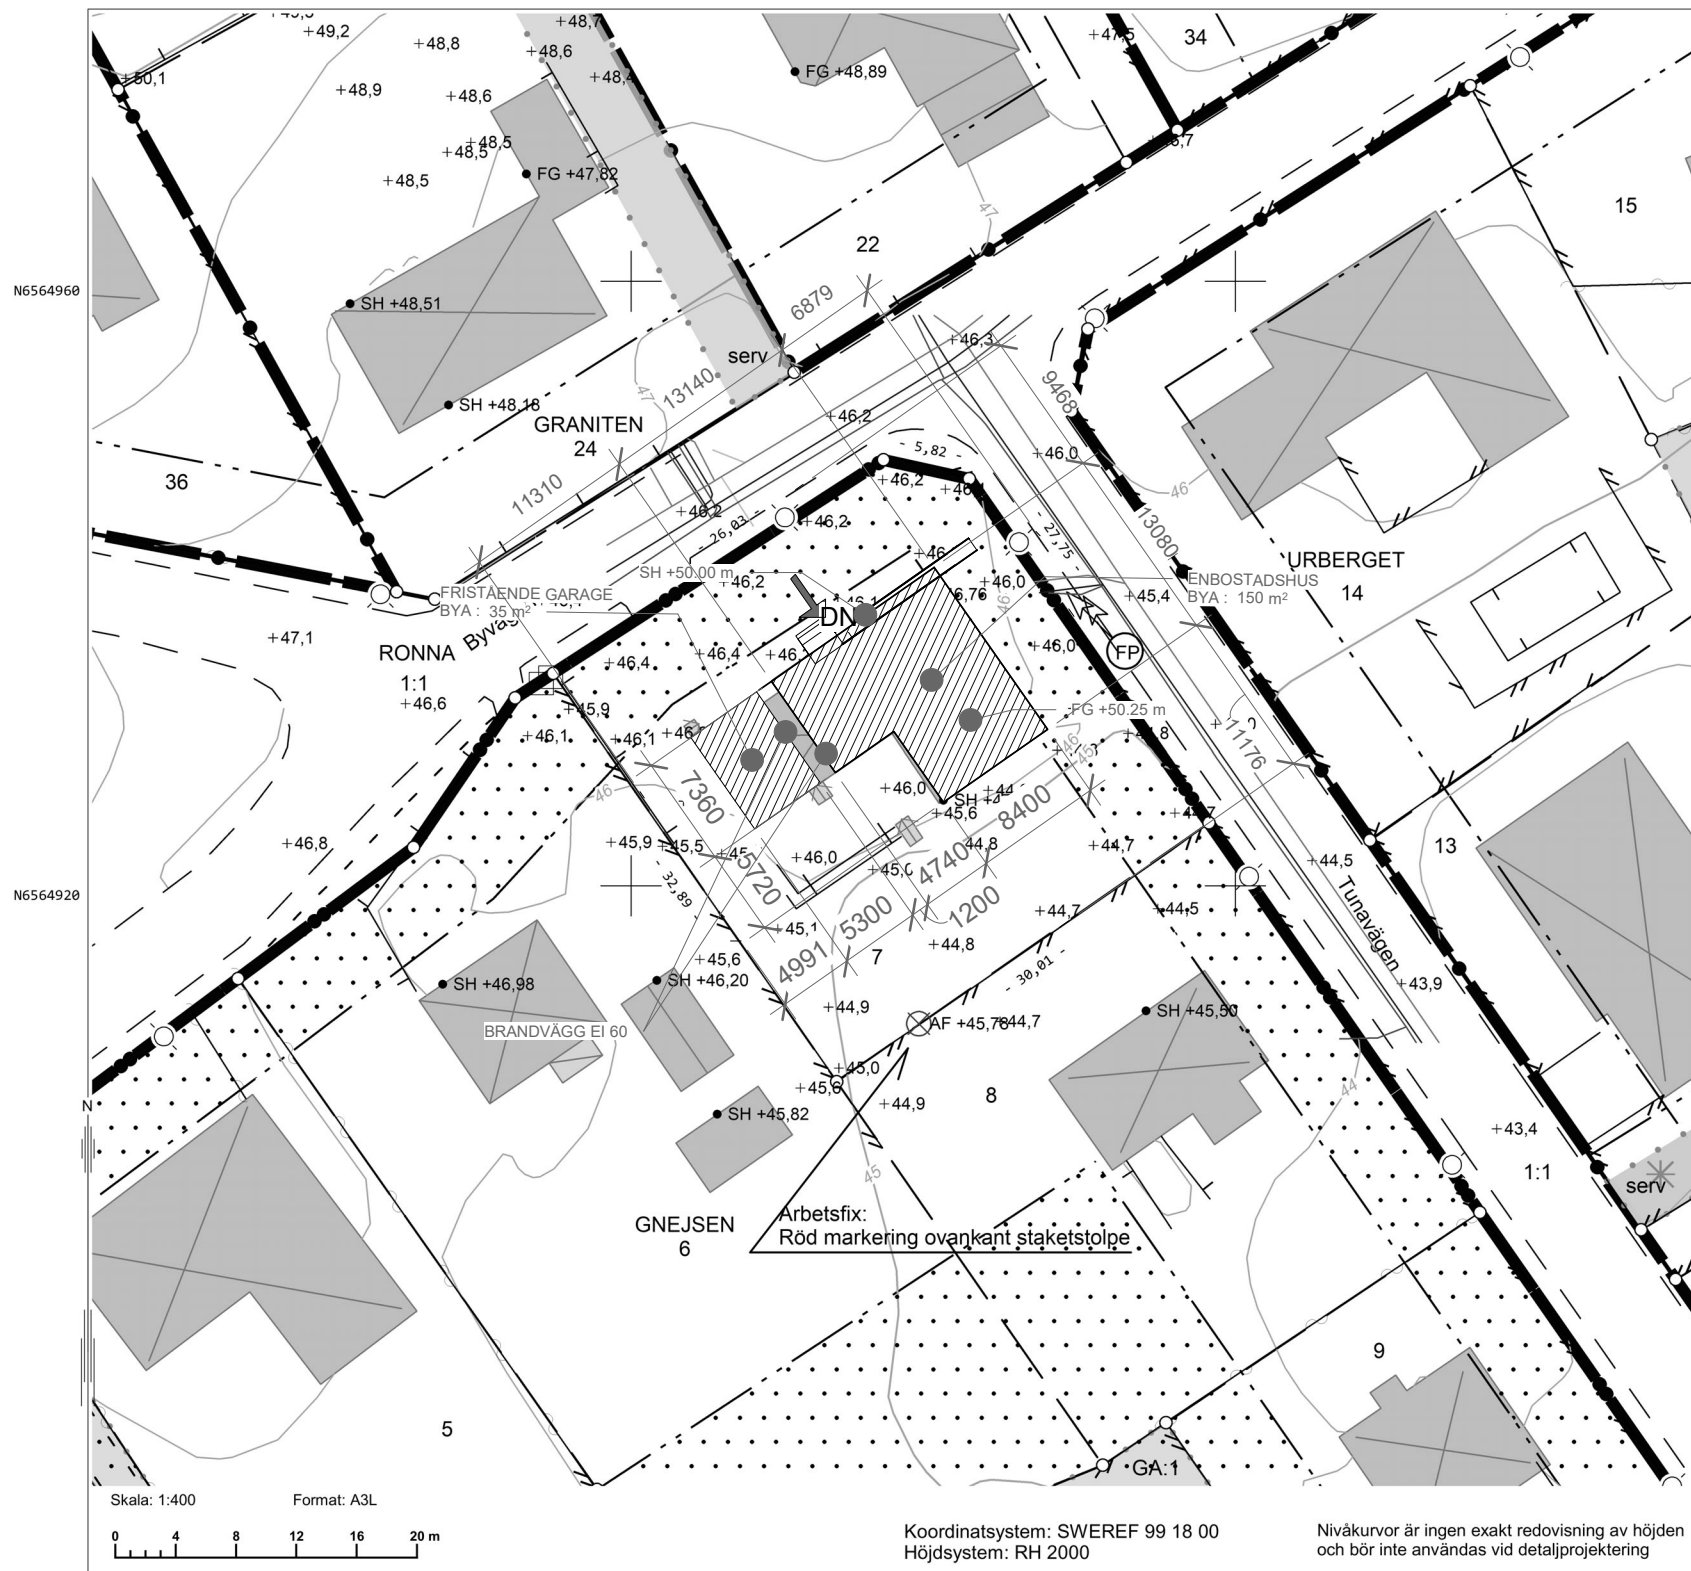 +49,2
+48,8
+48,7
+48,6
+47,5
34
+50,1
+48,9
+48,6
FG +48,89
+48,5
+48,5
+48,5
FG +47,82
15
22
47
N6564960
SH +48,51
6879
serv
+46,3
13140
9468
47
SH +48,18
+46,2
GRANITEN
24
- 5,82 -
+46,0
36
11310
+46,2
46
+46,2
- 26,03 -
+46,2
- 27,75 -
13080
+46
URBERGET
14
SH +50.00 m
+46,2
+46,0
ENBOSTADSHUS
BYA : 150 m²
FRISTÅENDE GARAGE
BYA : 35 m²
6,76
46
+45,4
DN
+47,1
RONNA
1:1
+46,6
+46,4
+46,4
+46,0
FP
+45,9
FG +50.25 m
+46,1
+46,1
11176
46
45
46
7360
+46,0
+45,6
8400
13
+46,8
+45,9
+45,5
+46,0
4740
44,8
+44,7
+44,5
5720
- 32,89 -
N6564920
Tunavägen
5300
1200
+44,7
+44,5
+45,1
4991
7
+44,8
+45,6
- 30,01 -
SH +46,98
SH +46,20
+43,9
+44,9
AF +45,78
+44,7
SH +45,50
BRANDVÄGG EI 60
+45,0
44
N
+44,9
8
SH +45,82
+43,4
45
1:1
serv
Arbetsfix:
Röd markering ovankant staketstolpe
GNEJSEN
6
9
5
GA:1
Skala: 1:400
Format: A3L
0 4 8 12 16 20 m
Koordinatsystem: SWEREF 99 18 00
Höjdsystem: RH 2000
Nivåkurvor är ingen exakt redovisning av höjden
och bör inte användas vid detaljprojektering